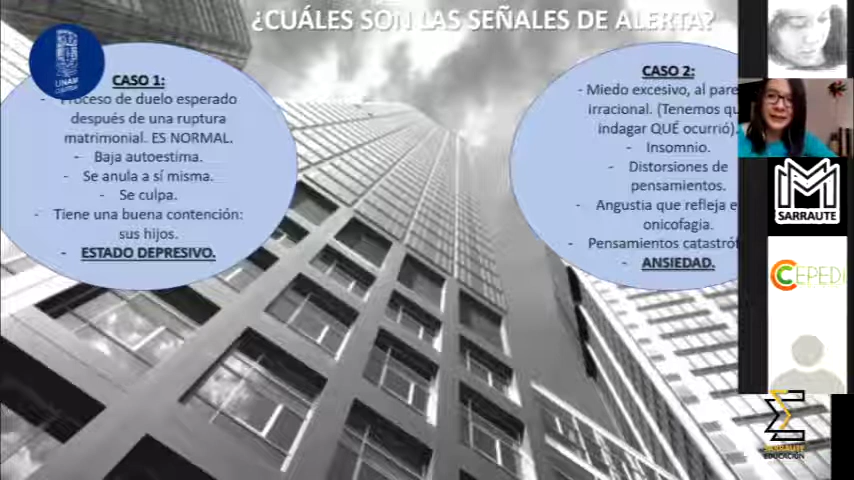 ¿CUÁLES SON LAS SEÑALES DE ALERTA?
UNAM
CASO 1:
- Proceso de duelo esperado
después de una ruptura
matrimonial. ES NORMAL.
- Baja autoestima.
- Se anula a sí misma.
- Se culpa.
- Tiene una buena contención:
sus hijos.
- ESTADO DEPRESIVO.
CASO 2:
- Miedo excesivo, al pare
irracional. (Tenemos qu
indagar QUÉ ocurrió).
- Insomnio.
- Distorsiones de
pensamientos.
- Angustia que refleja e
onicofagia.
- Pensamientos catastróf
- ANSIEDAD.
SARRAUTE
CEPEDI
SARRAUTE
EDUCACIÓN